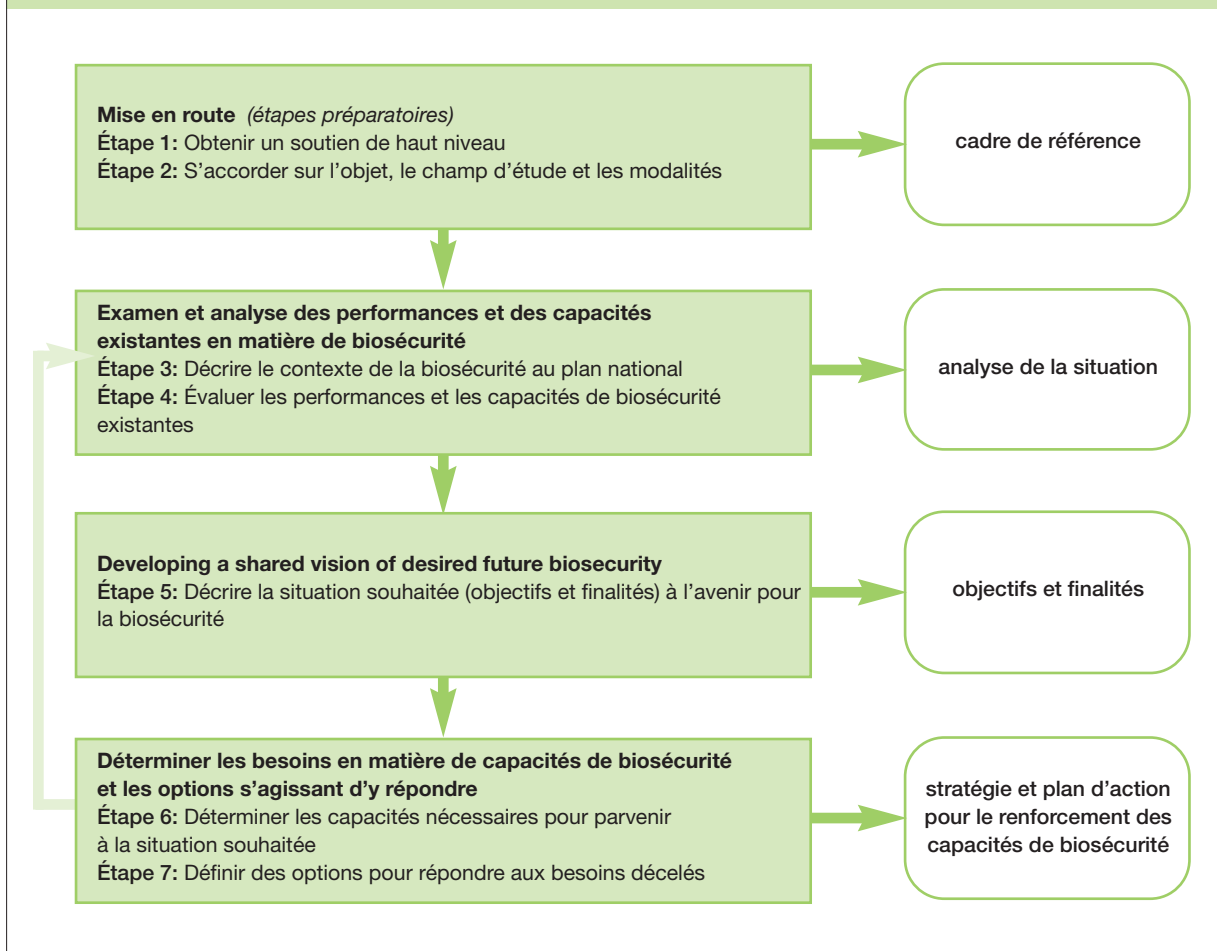 Mise en route (étapes préparatoires)
Étape 1: Obtenir un soutien de haut niveau
Étape 2: S'accorder sur l'objet, le champ d'étude et les modalités
cadre de référence
Examen et analyse des performances et des capacités
existantes en matière de biosécurité
Étape 3: Décrire le contexte de la biosécurité au plan national
Étape 4: Évaluer les performances et les capacités de biosécurité
existantes
analyse de la situation
Developing a shared vision of desired future biosecurity
Étape 5: Décrire la situation souhaitée (objectifs et finalités) à l'avenir pour
la biosécurité
objectifs et finalités
Déterminer les besoins en matière de capacités de biosécurité
et les options s'agissant d'y répondre
Étape 6: Déterminer les capacités nécessaires pour parvenir
à la situation souhaitée
Étape 7: Définir des options pour répondre aux besoins décelés
stratégie et plan d'action
pour le renforcement des
capacités de biosécurité